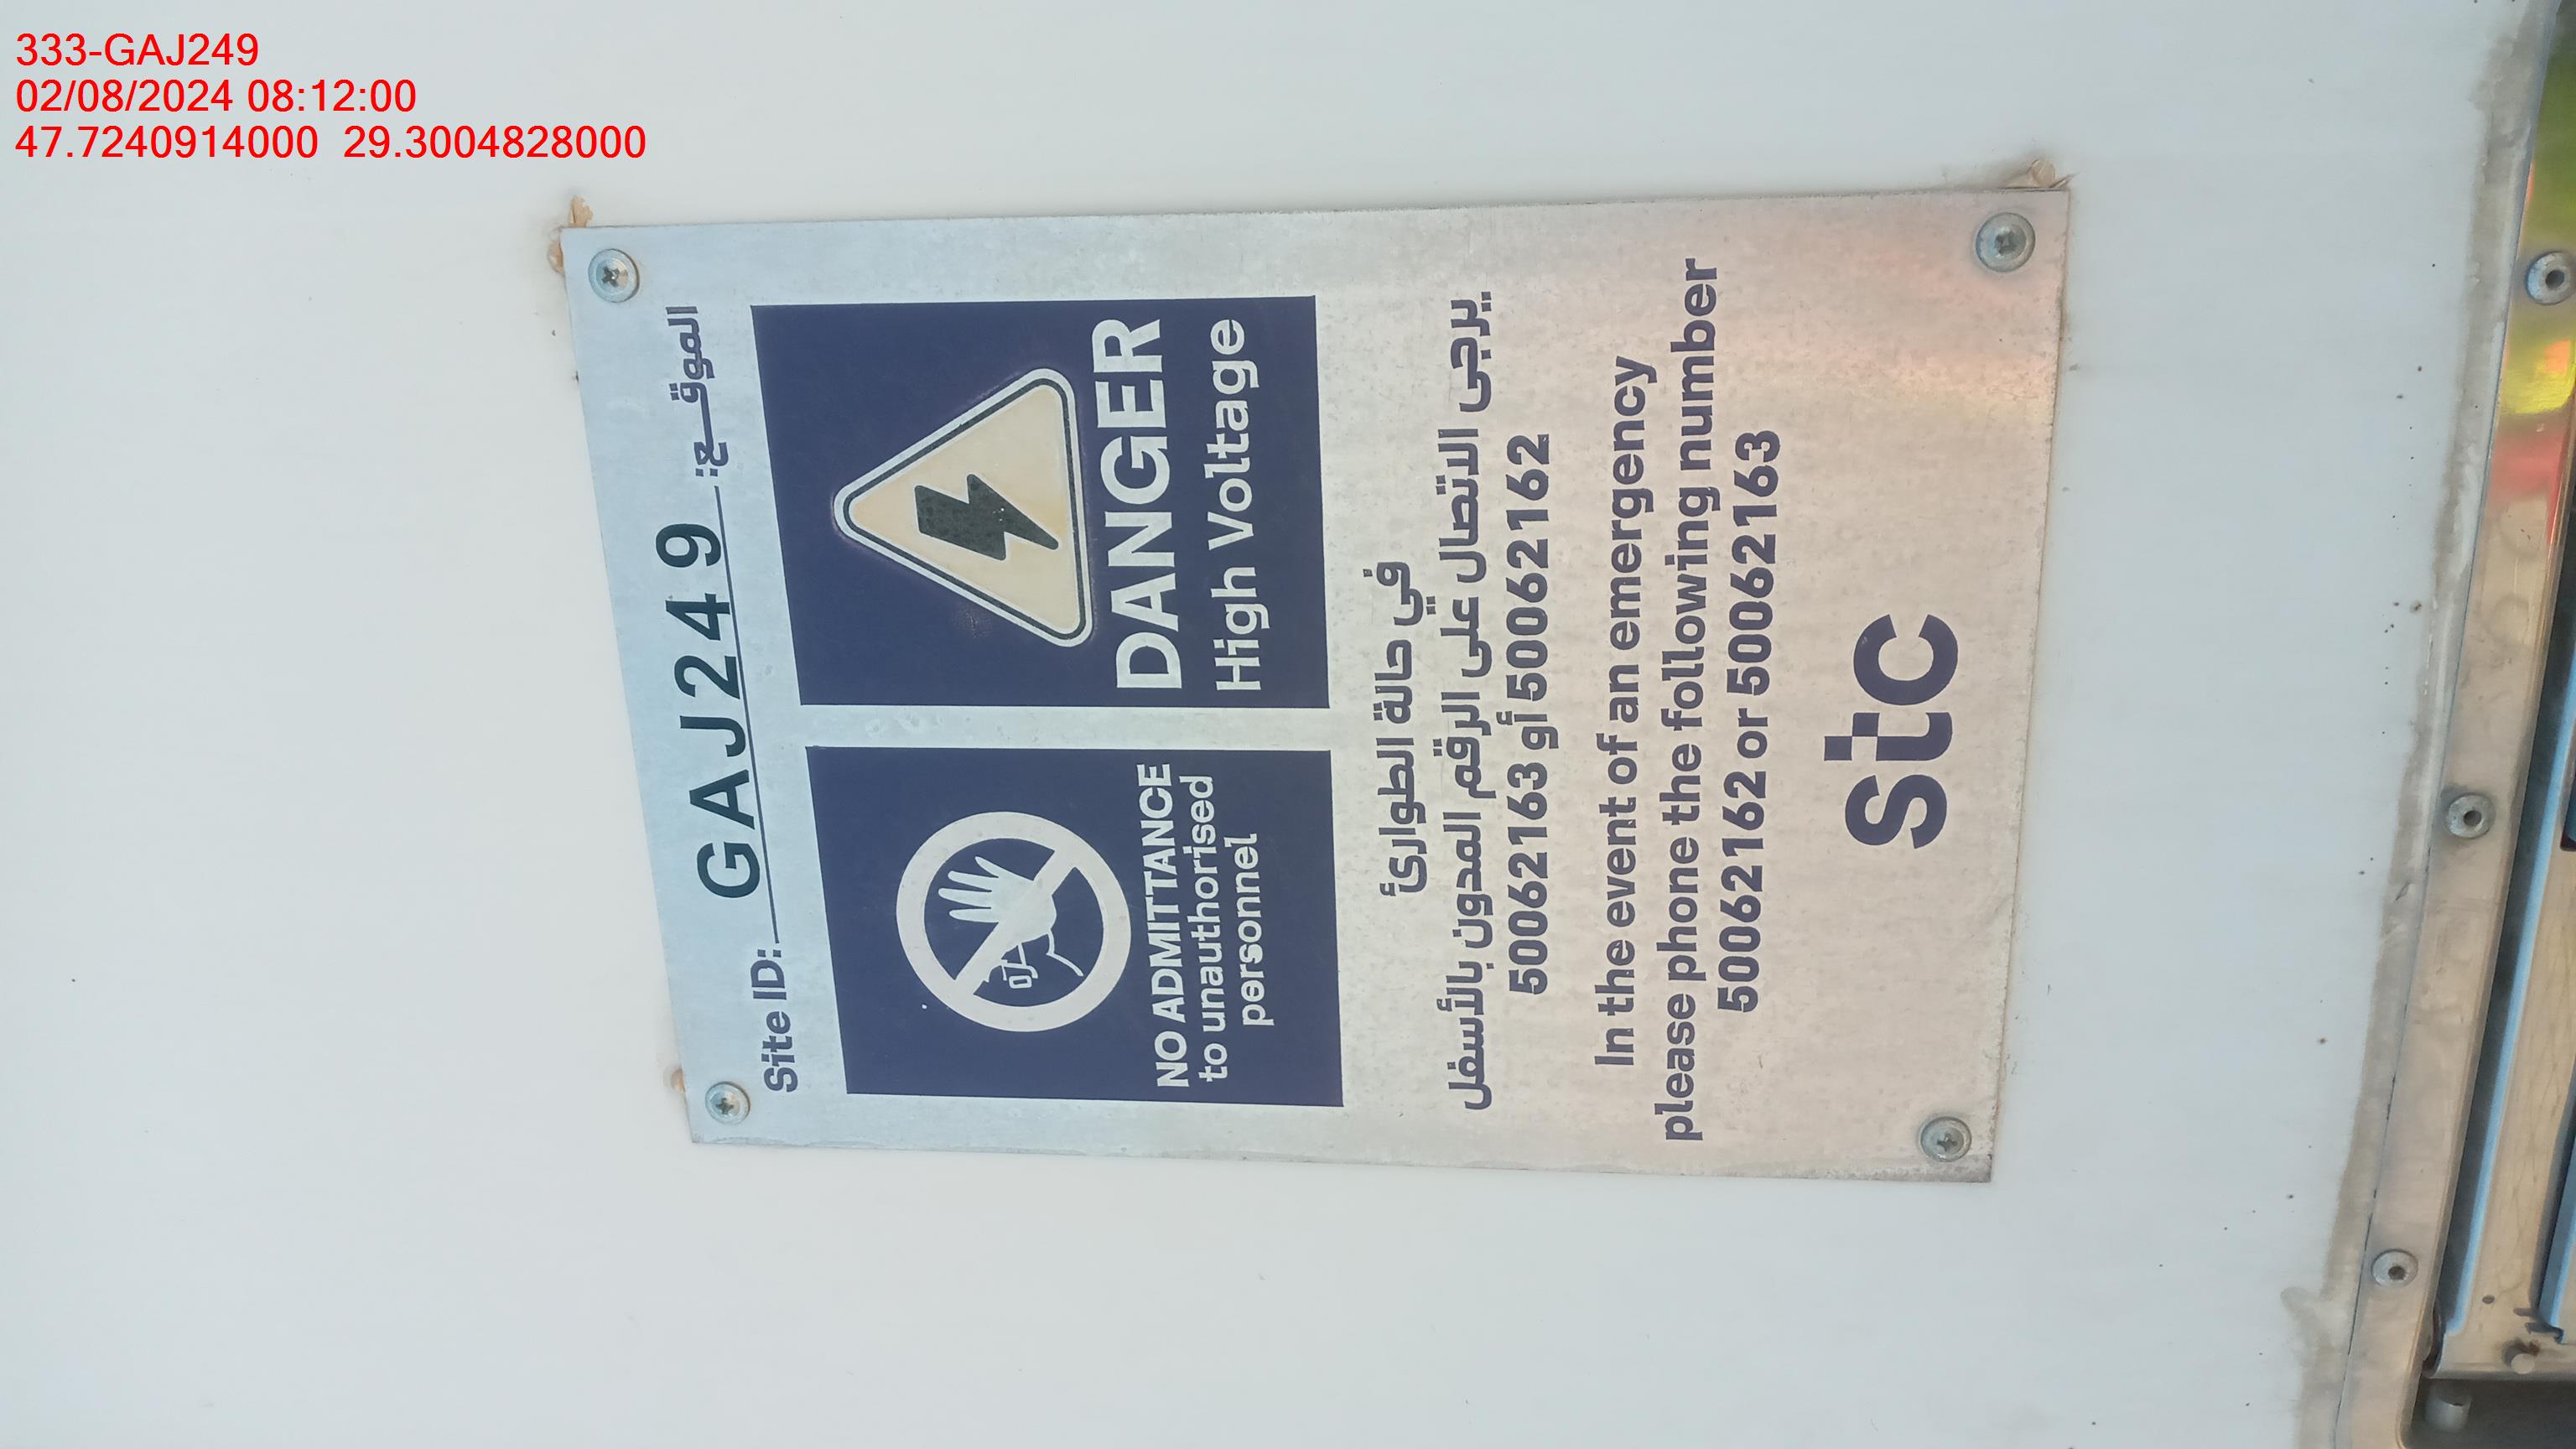 333-GAJ249
02/08/2024 08:12:00
47.7240914000 29.3004828000
Site ID: GAJ249 الموقـع:
NO ADMITTANCE
to unauthorised
personnel
DANGER
High Voltage
في حالة الطوارئ
يرجى الاتصال على الرقم المدون بالأسفل
50062163 أو 50062162
In the event of an emergency
please phone the following number
50062162 or 50062163
stc